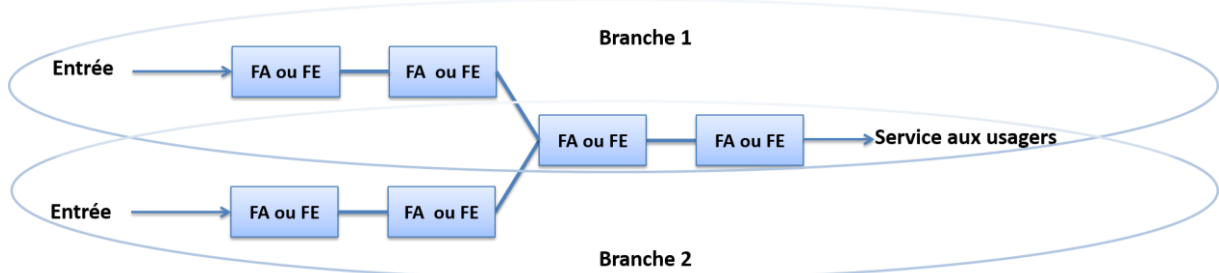 Branche 1
Entrée
FA ou FE
FA ou FE
FA ou FE
FA ou FE
Service aux usagers
Entrée
FA ou FE
FA ou FE
Branche 2